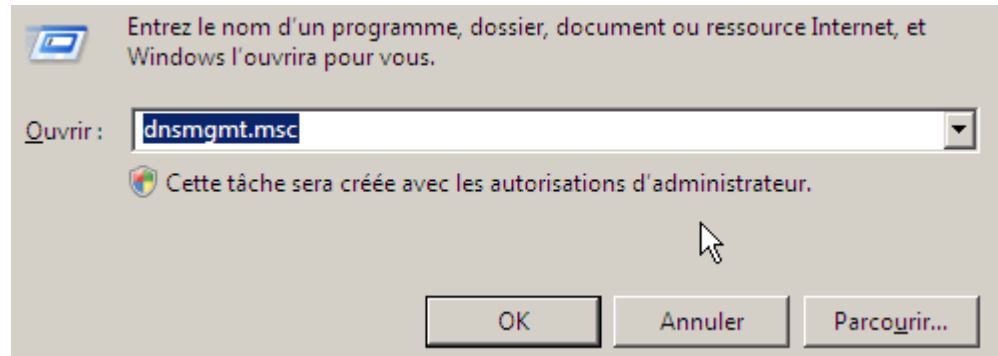 Entrez le nom d'un programme, dossier, document ou ressource Internet, et
Windows l'ouvrira pour vous.
Ouvrir : dnsmgmt.msc
Cette tâche sera créée avec les autorisations d'administrateur.
OK Annuler Parcourir...